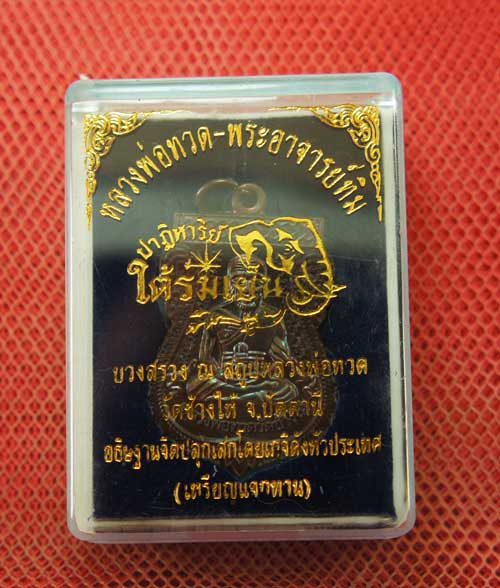 หลวงพ่อทวด-พระอาจารย์ทิม
ปาฏิหาริย์
ใต้ร่มเย็น
บวงสรวง ณ สถูปหลวงพ่อทวด
วัดช้างให้ จ.ปัตตานี
อธิษฐานจิตปลุกเสกโดยเกจิดังทั่วประเทศ
(เหรียญแจกทาน)